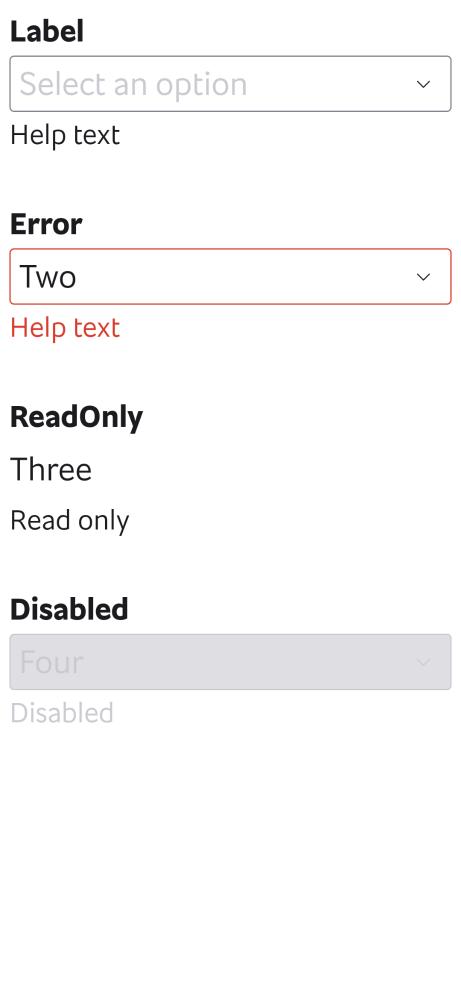 Label
Select an option
Help text
Error
Two
Help text
ReadOnly
Three
Read only
Disabled
Four
Disabled